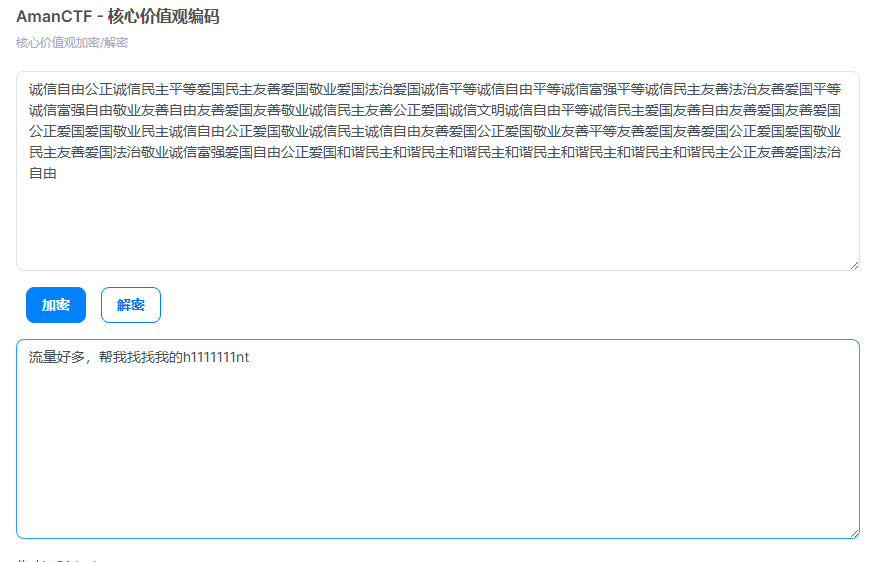 AmanCTF - 核心价值观编码
核心价值观加密/解密
诚信自由公正诚信民主平等爱国民主友善爱国敬业爱国法治爱国诚信平等诚信自由平等诚信富强平等诚信民主友善法治友善爱国平等
诚信富强自由敬业友善自由友善爱国友善敬业诚信民主友善公正爱国诚信文明诚信自由平等诚信民主爱国友善自由友善爱国友善爱国
公正爱国爱国敬业民主诚信自由公正爱国敬业诚信民主诚信自由友善爱国公正爱国敬业友善平等友善爱国友善爱国公正爱国爱国敬业
民主友善爱国法治敬业诚信富强爱国自由公正爱国和谐民主和谐民主和谐民主和谐民主和谐民主和谐民主和谐民主公正友善爱国法治
自由
加密
解密
流量好多，帮我找找我的h1111111nt